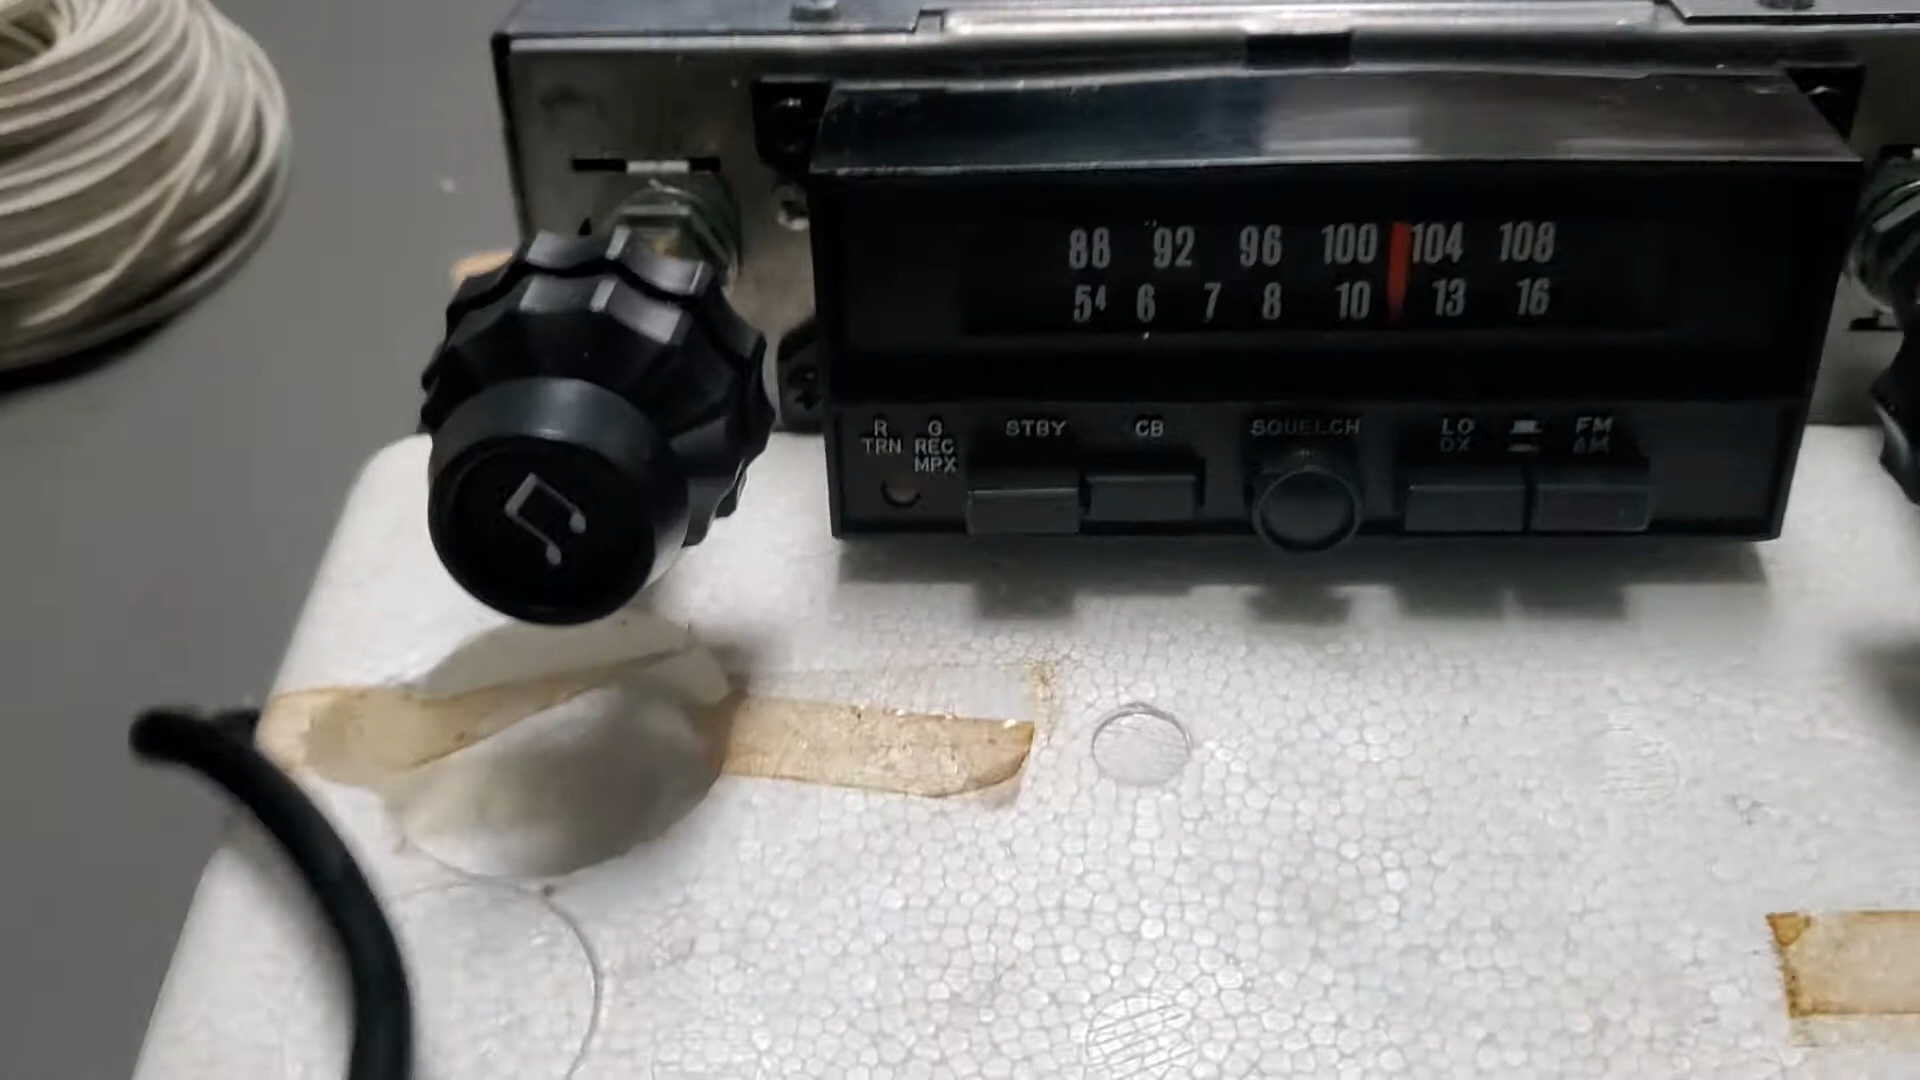 88 92 96 100 104 108
5⁴ 6 7 8 10 13 16
R G STBY CB SQUELCH LO FM
TRN REC DX AM
MPX